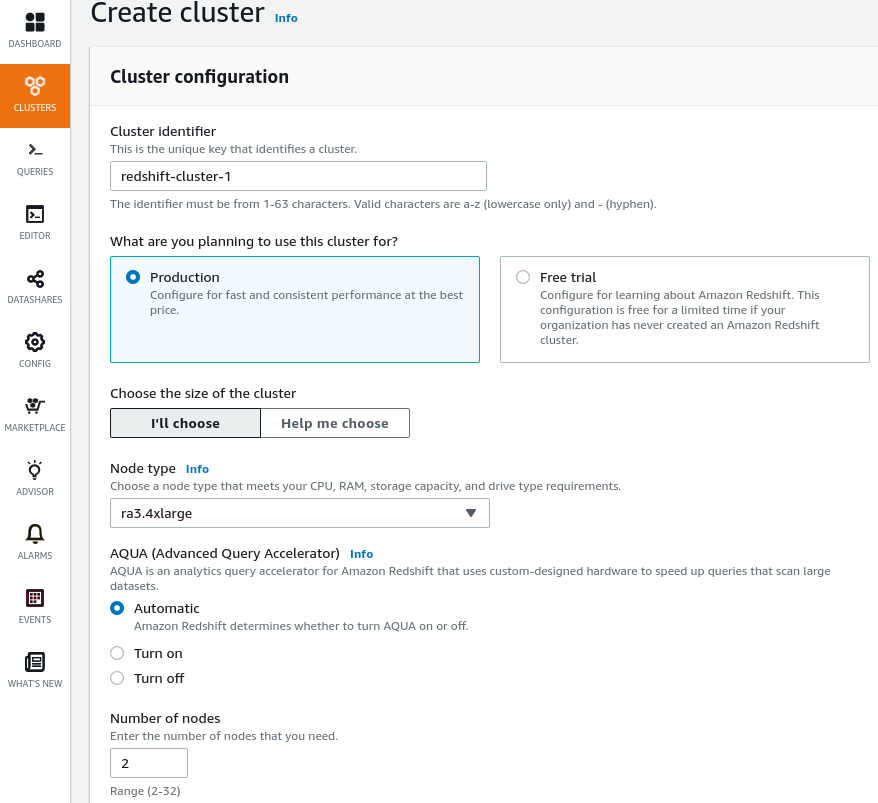 Create cluster Info
DASHBOARD
CLUSTERS
QUERIES
EDITOR
DATASHARES
CONFIG
MARKETPLACE
ADVISOR
ALARMS
EVENTS
WHAT'S NEW
Cluster configuration
Cluster identifier
This is the unique key that identifies a cluster.
redshift-cluster-1
The identifier must be from 1-63 characters. Valid characters are a-z (lowercase only) and - (hyphen).
What are you planning to use this cluster for?
Production
Configure for fast and consistent performance at the best
price.
Free trial
Configure for learning about Amazon Redshift. This
configuration is free for a limited time if your
organization has never created an Amazon Redshift
cluster.
Choose the size of the cluster
I'll choose Help me choose
Node type Info
Choose a node type that meets your CPU, RAM, storage capacity, and drive type requirements.
ra3.4xlarge
AQUA (Advanced Query Accelerator) Info
AQUA is an analytics query accelerator for Amazon Redshift that uses custom-designed hardware to speed up queries that scan large
datasets.
Automatic
Amazon Redshift determines whether to turn AQUA on or off.
Turn on
Turn off
Number of nodes
Enter the number of nodes that you need.
2
Range (2-32)